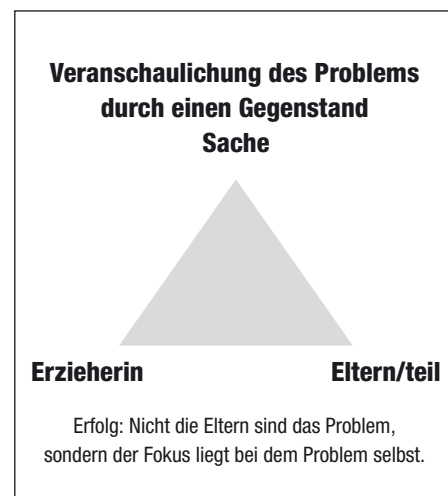 Veranschaulichung des Problems
durch einen Gegenstand
Sache
Erzieherin
Eltern/teil
Erfolg: Nicht die Eltern sind das Problem,
sondern der Fokus liegt bei dem Problem selbst.